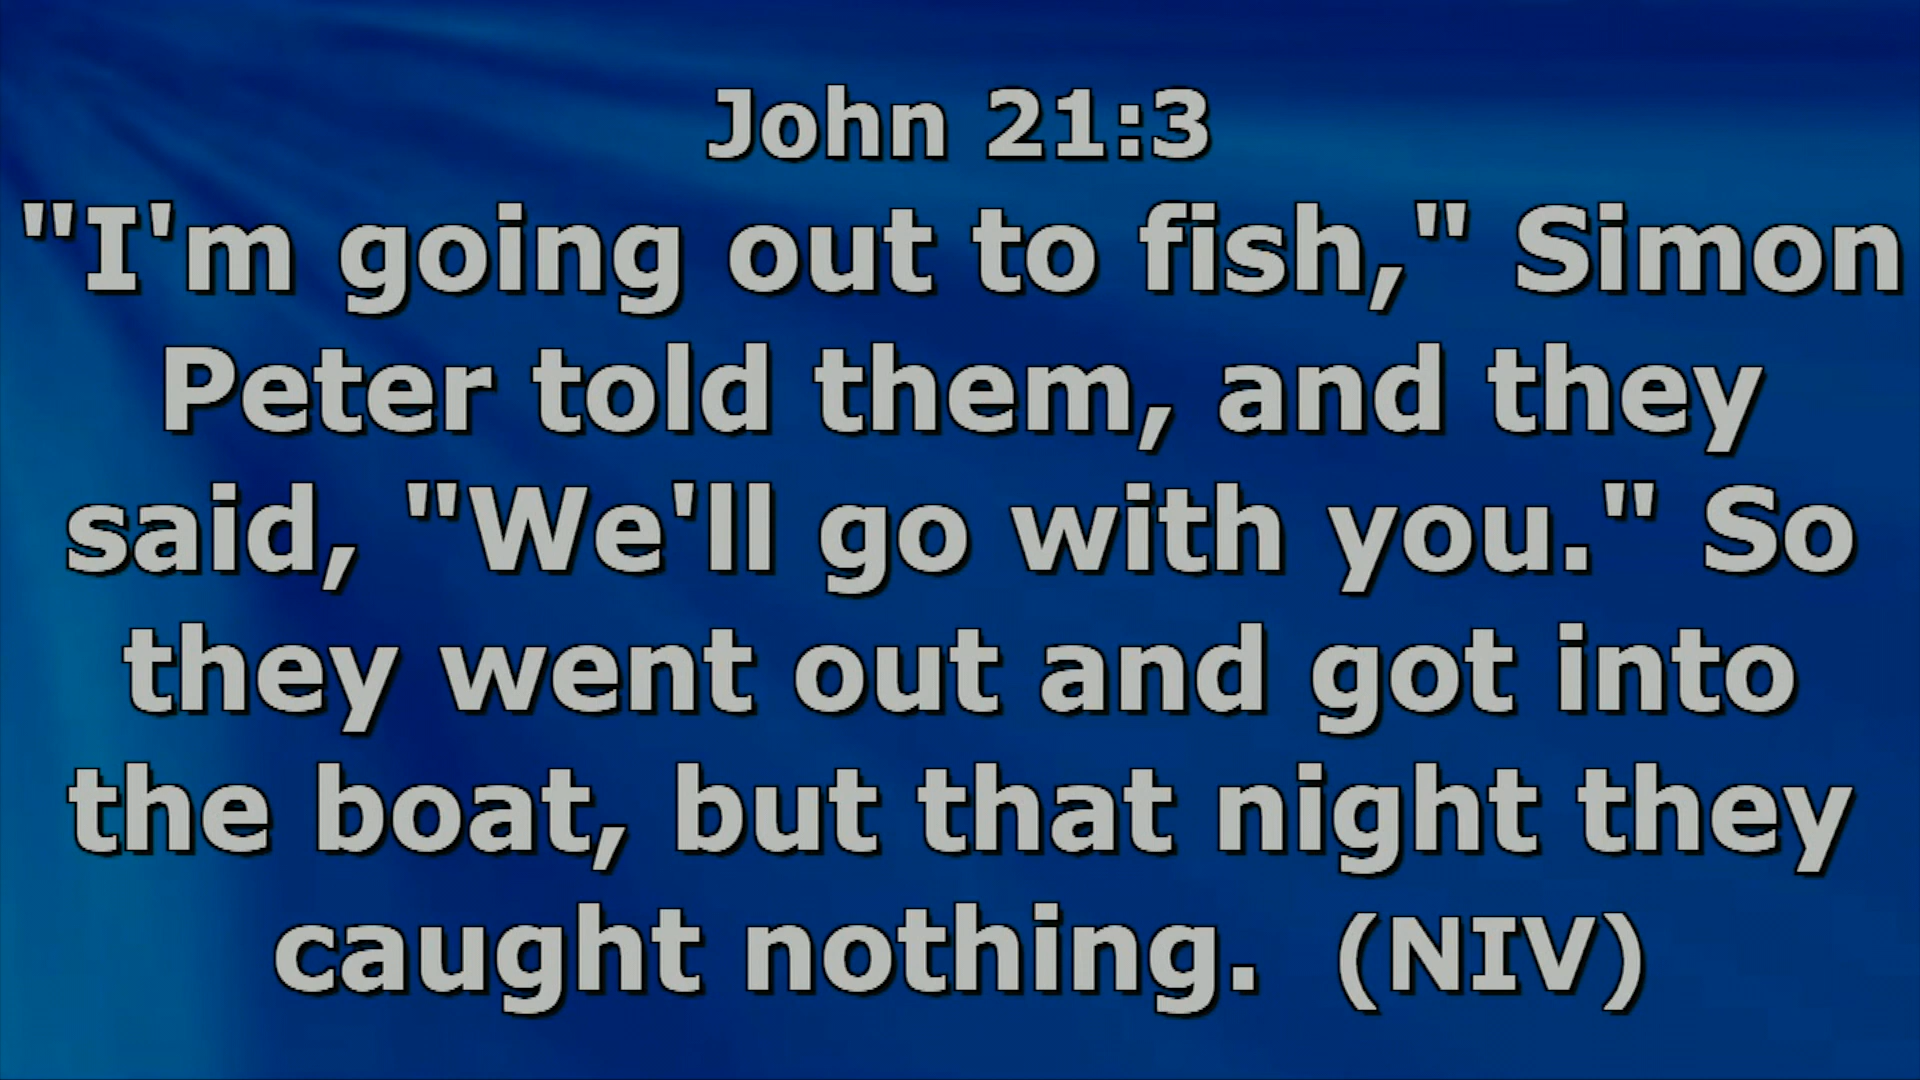 John 21:3
"I'm going out to fish," Simon
Peter told them, and they
said, "We'll go with you." So
they went out and got into
the boat, but that night they
caught nothing.  (NIV)